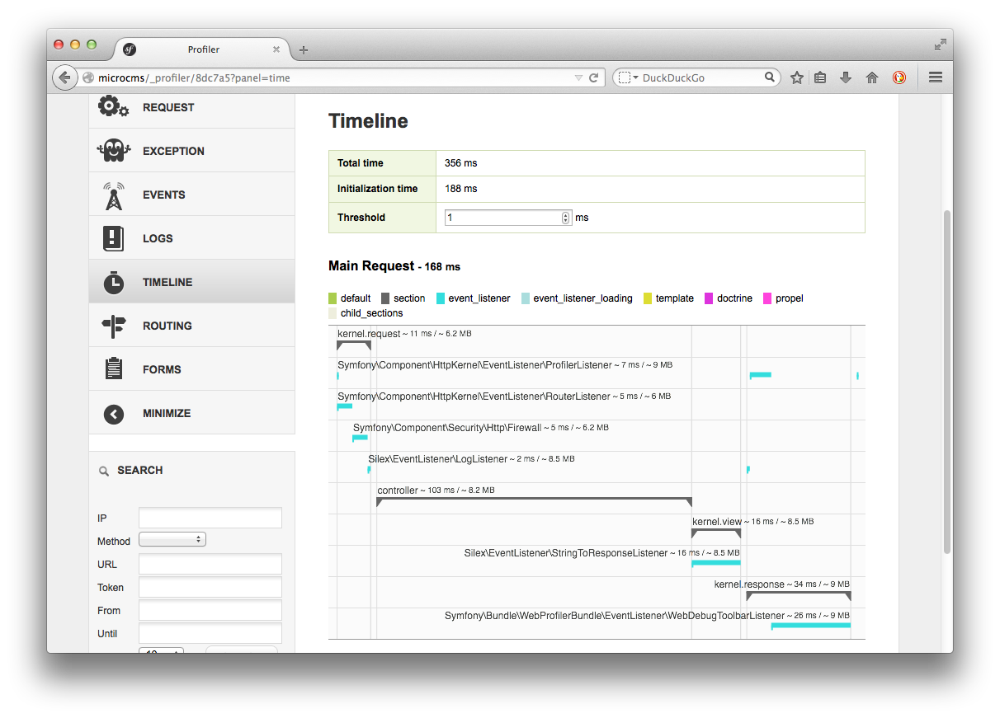 sf Profiler
microcms/_profiler/8dc7a5?panel=time
DuckDuckGo
REQUEST
EXCEPTION
EVENTS
LOGS
TIMELINE
ROUTING
FORMS
MINIMIZE
SEARCH
IP
Method
URL
Token
From
Until
10
Timeline
Total time 356 ms
Initialization time 188 ms
Threshold 1 ms
Main Request - 168 ms
default section event_listener event_listener_loading template doctrine propel
child_sections
kernel.request ~ 11 ms / ~ 6.2 MB
Symfony\Component\HttpKernel\EventListener\ProfilerListener ~ 7 ms / ~ 9 MB
Symfony\Component\HttpKernel\EventListener\RouterListener ~ 5 ms / ~ 6 MB
Symfony\Component\Security\Http\Firewall ~ 5 ms / ~ 6.2 MB
Silex\EventListener\LogListener ~ 2 ms / ~ 8.5 MB
controller ~ 103 ms / ~ 8.2 MB
kernel.view ~ 16 ms / ~ 8.5 MB
Silex\EventListener\StringToResponseListener ~ 16 ms / ~ 8.5 MB
kernel.response ~ 34 ms / ~ 9 MB
Symfony\Bundle\WebProfilerBundle\EventListener\WebDebugToolbarListener ~ 26 ms / ~ 9 MB